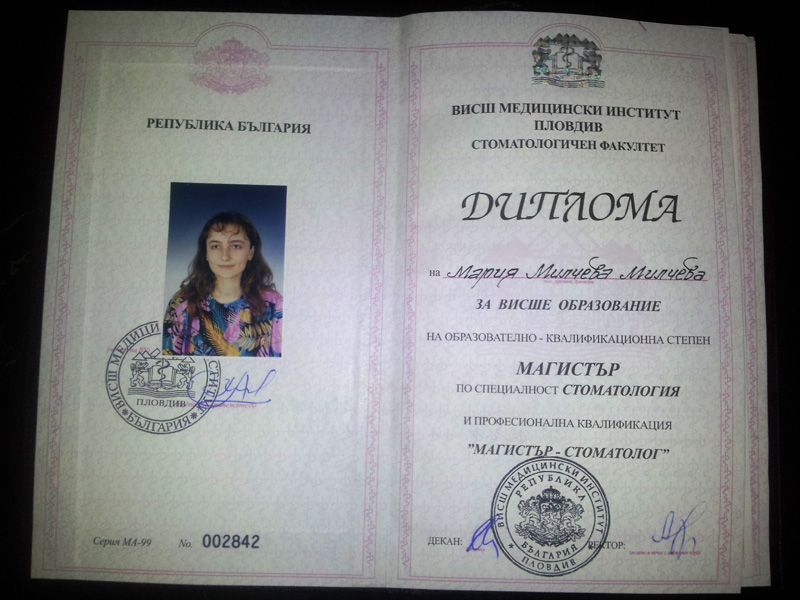 РЕПУБЛИКА БЪЛГАРИЯ
ВИСШ МЕДИЦИНСКИ
ПЛОВДИВ
БЪЛГАРИЯ
Серия МА-99 No. 002842
ВИСШ МЕДИЦИНСКИ ИНСТИТУТ
ПЛОВДИВ
СТОМАТОЛОГИЧЕН ФАКУЛТЕТ
ДИПЛОМА
на Мария Милчева Милчева
ЗА ВИСШЕ ОБРАЗОВАНИЕ
НА ОБРАЗОВАТЕЛНО - КВАЛИФИКАЦИОННА СТЕПЕН
МАГИСТЪР
ПО СПЕЦИАЛНОСТ СТОМАТОЛОГИЯ
И ПРОФЕСИОНАЛНА КВАЛИФИКАЦИЯ
"МАГИСТЪР - СТОМАТОЛОГ"
ВИСШ МЕДИЦИНСКИ ИНСТИТУТ
РЕПУБЛИКА
БЪЛГАРИЯ
ПЛОВДИВ
ДЕКАН: РЕКТОР: